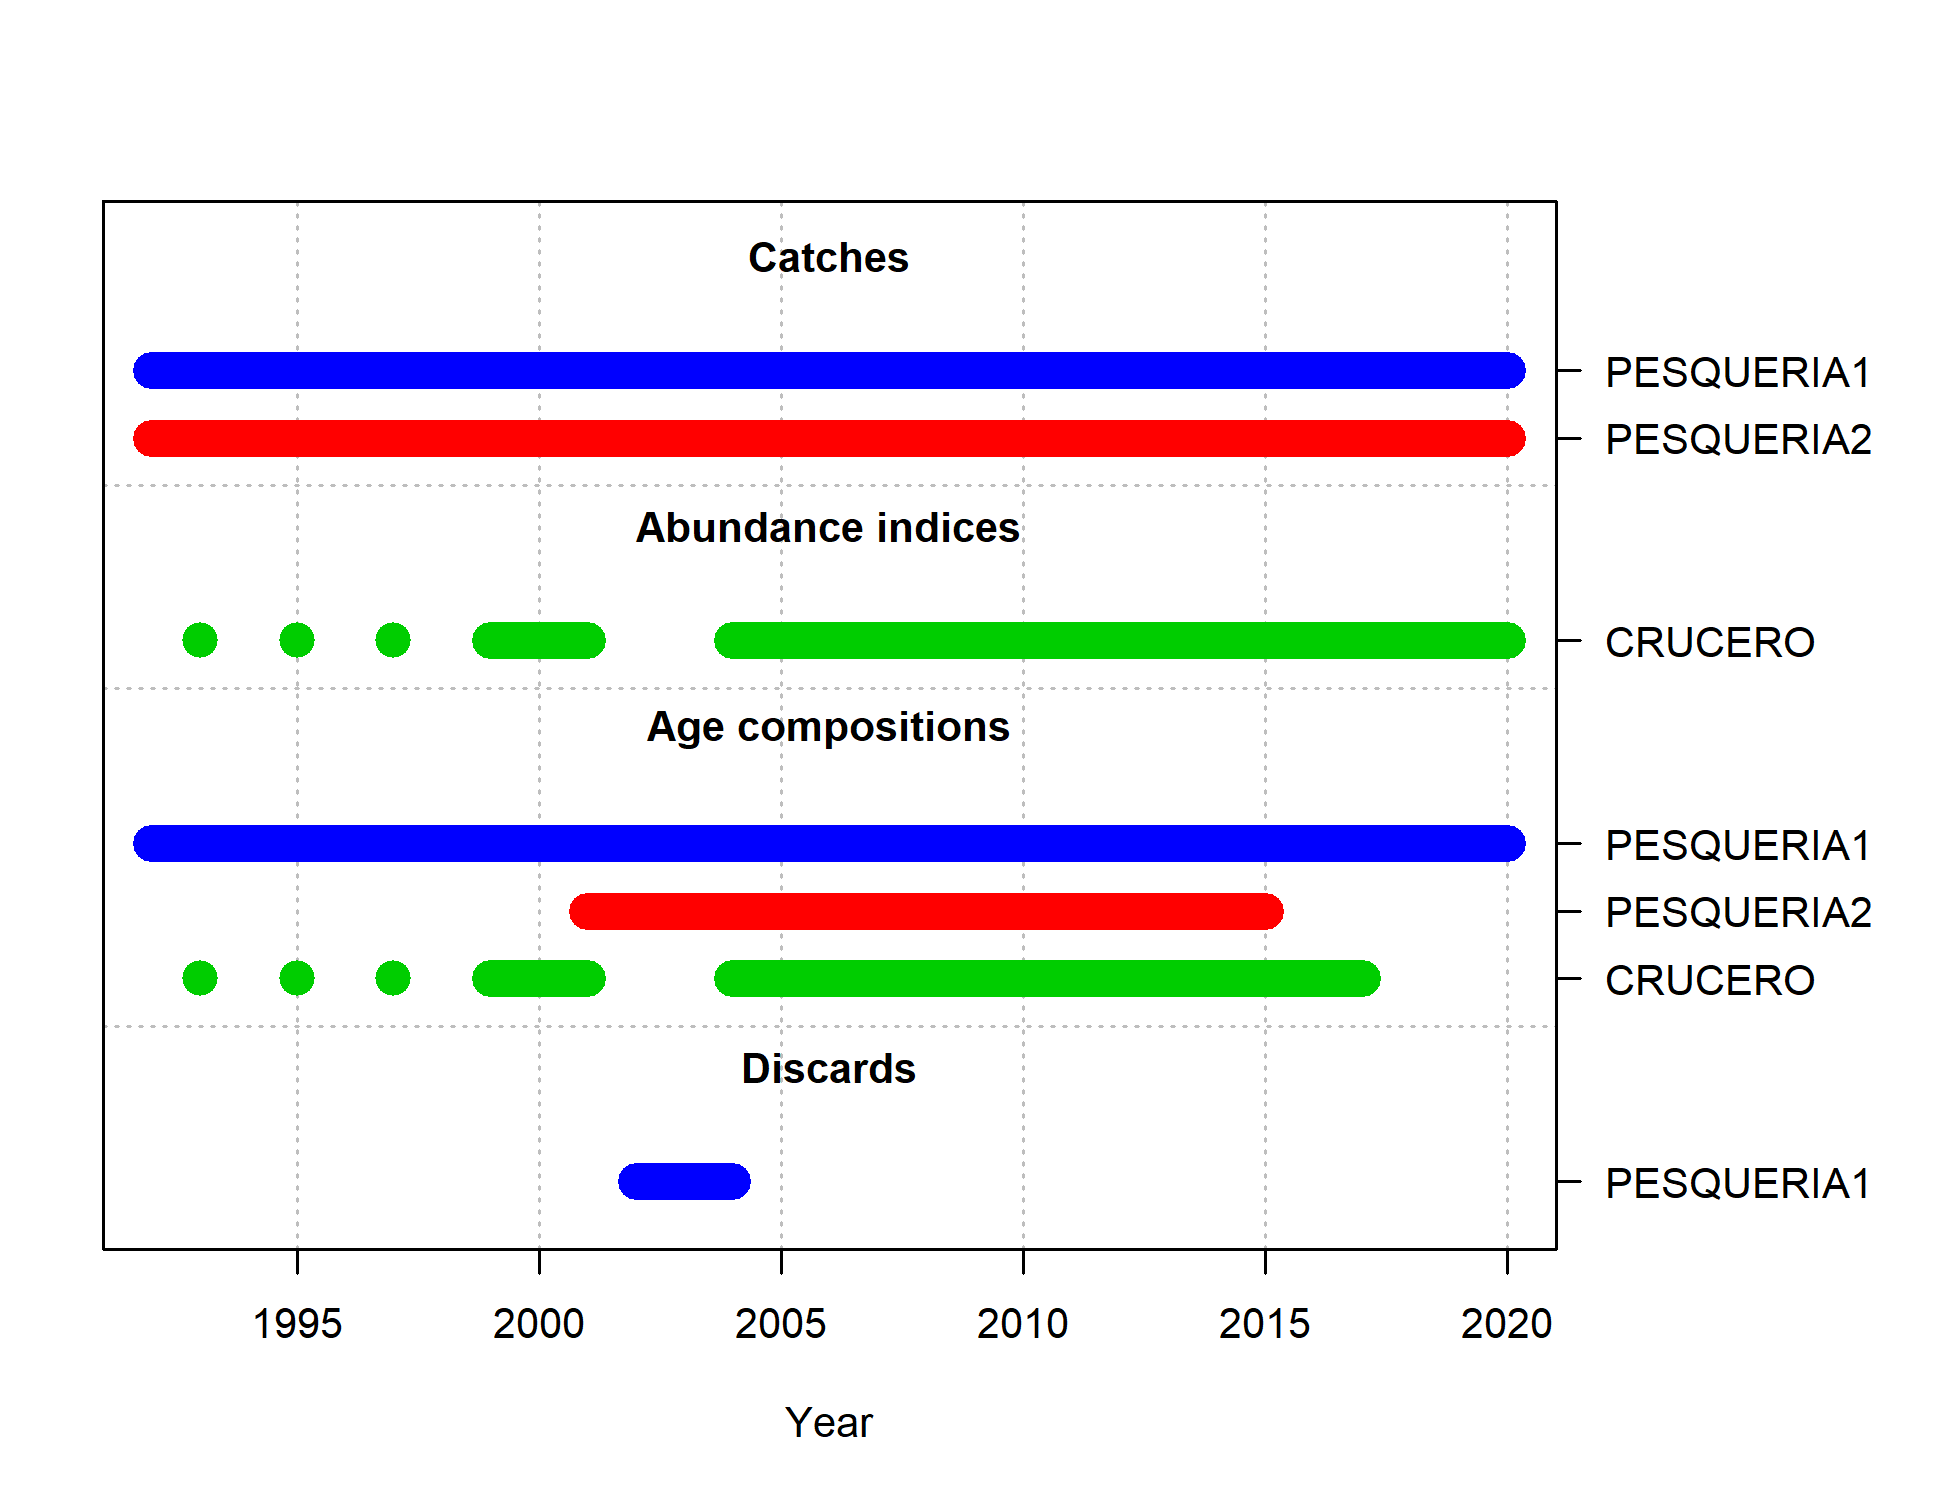 Catches
PESQUERIA1
PESQUERIA2
Abundance indices
CRUCERO
Age compositions
PESQUERIA1
PESQUERIA2
CRUCERO
Discards
PESQUERIA1
1995 2000 2005 2010 2015 2020
Year